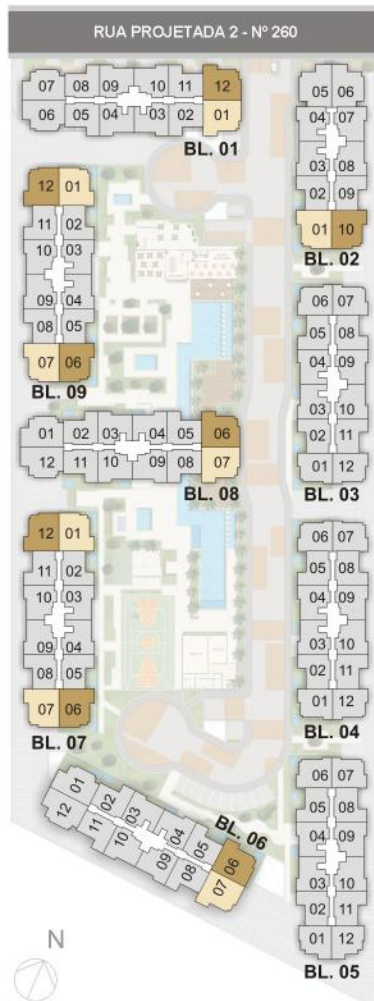 RUA PROJETADA 2 - Nº 260
07 08 09 10 11 12
06 05 04 03 02 01
BL. 01
05 06
04 07
03 08
02 09
01 10
BL. 02
12 01
11 02
10 03
09 04
08 05
07 06
BL. 09
06 07
05 08
04 09
03 10
02 11
01 12
BL. 03
01 02 03 04 05 06
12 11 10 09 08 07
BL. 08
12 01
11 02
10 03
09 04
08 05
07 06
BL. 07
06 07
05 08
04 09
03 10
02 11
01 12
BL. 04
01 02 03 04 05 06
12 11 10 09 08 07
BL. 06
06 07
05 08
04 09
03 10
02 11
01 12
BL. 05
N